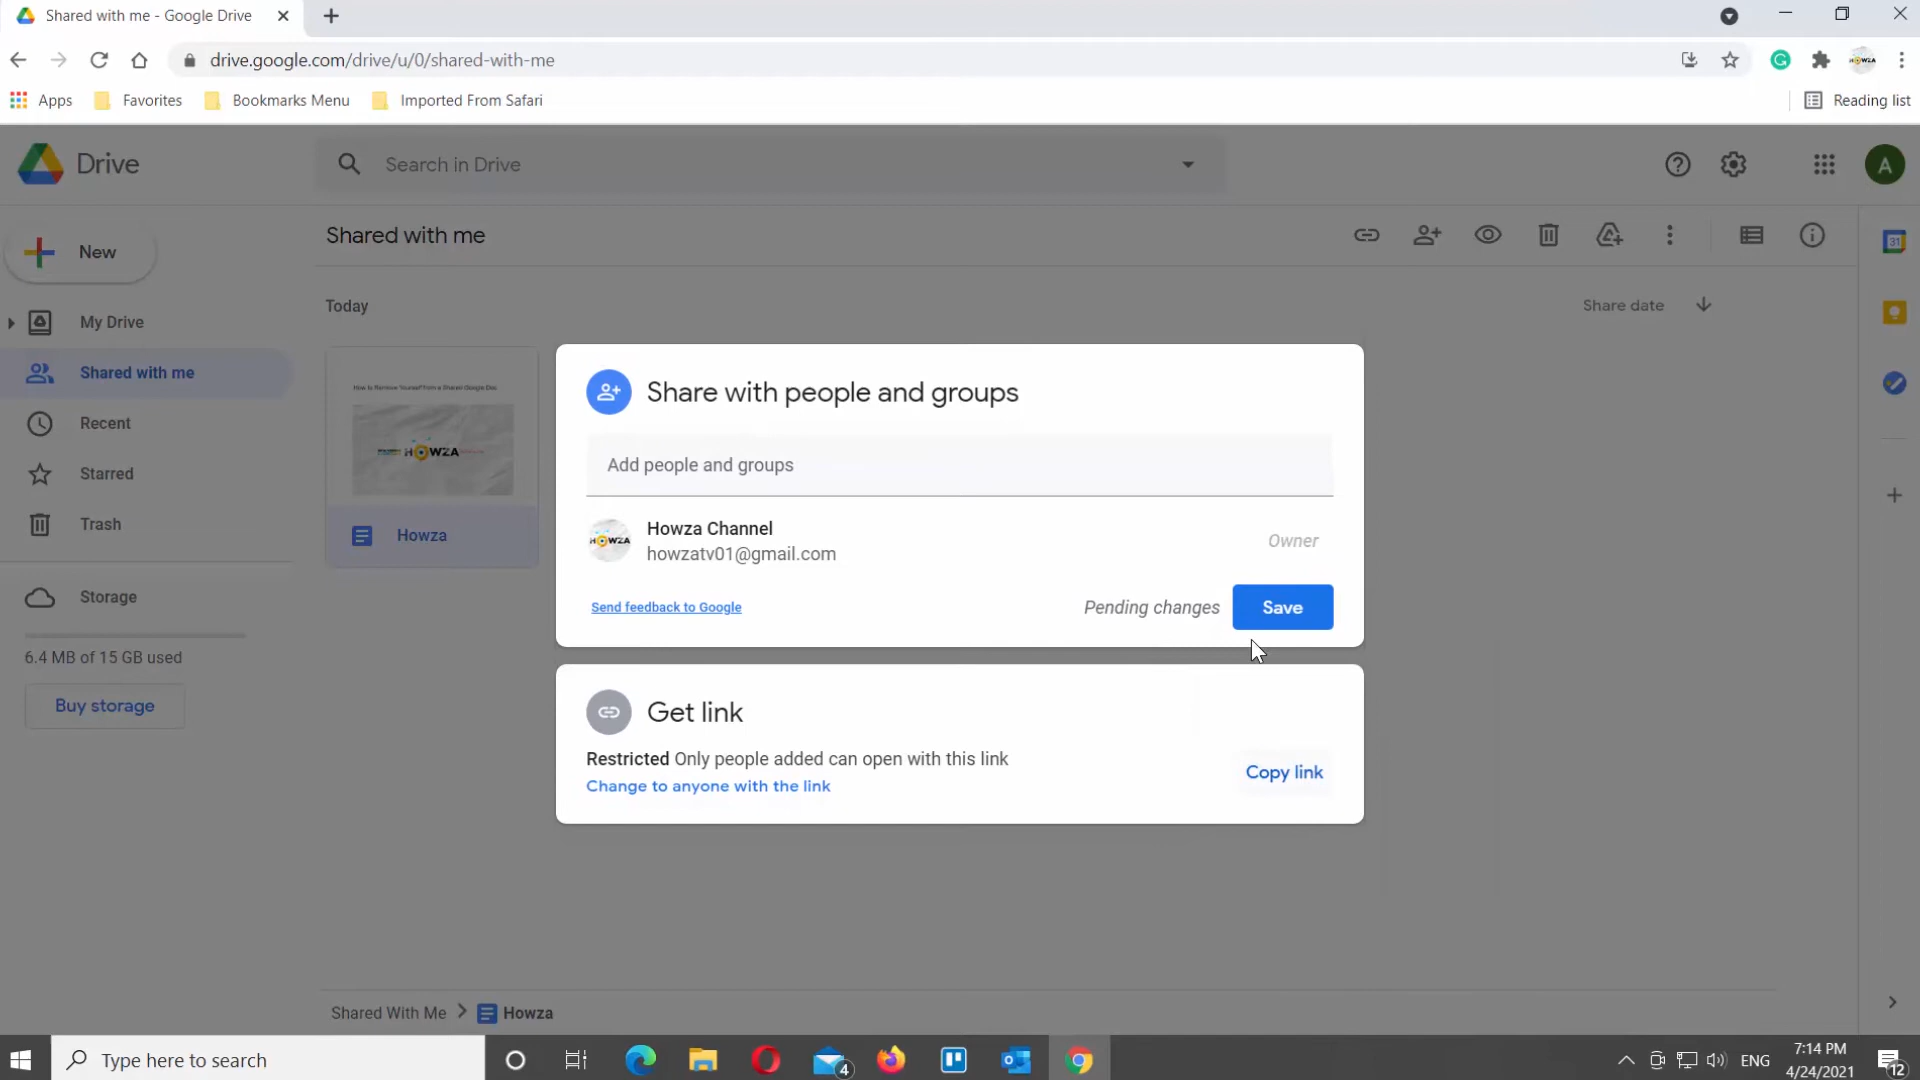 Shared with me - Google Drive
drive.google.com/drive/u/0/shared-with-me
Apps Favorites Bookmarks Menu Imported From Safari Reading list
Drive
Search in Drive
A
New
Shared with me
31
Today
Share date
My Drive
Shared with me
Recent
Starred
Trash
Storage
6.4 MB of 15 GB used
Buy storage
How to Remove Yourself from a Shared Google Doc
HOWZA
Howza
Share with people and groups
Add people and groups
HOWZA
Howza Channel
howzatv01@gmail.com
Owner
Send feedback to Google
Pending changes
Save
Get link
Restricted Only people added can open with this link
Change to anyone with the link
Copy link
Shared With Me > Howza
Type here to search
4
ENG
7:14 PM
4/24/2021
12